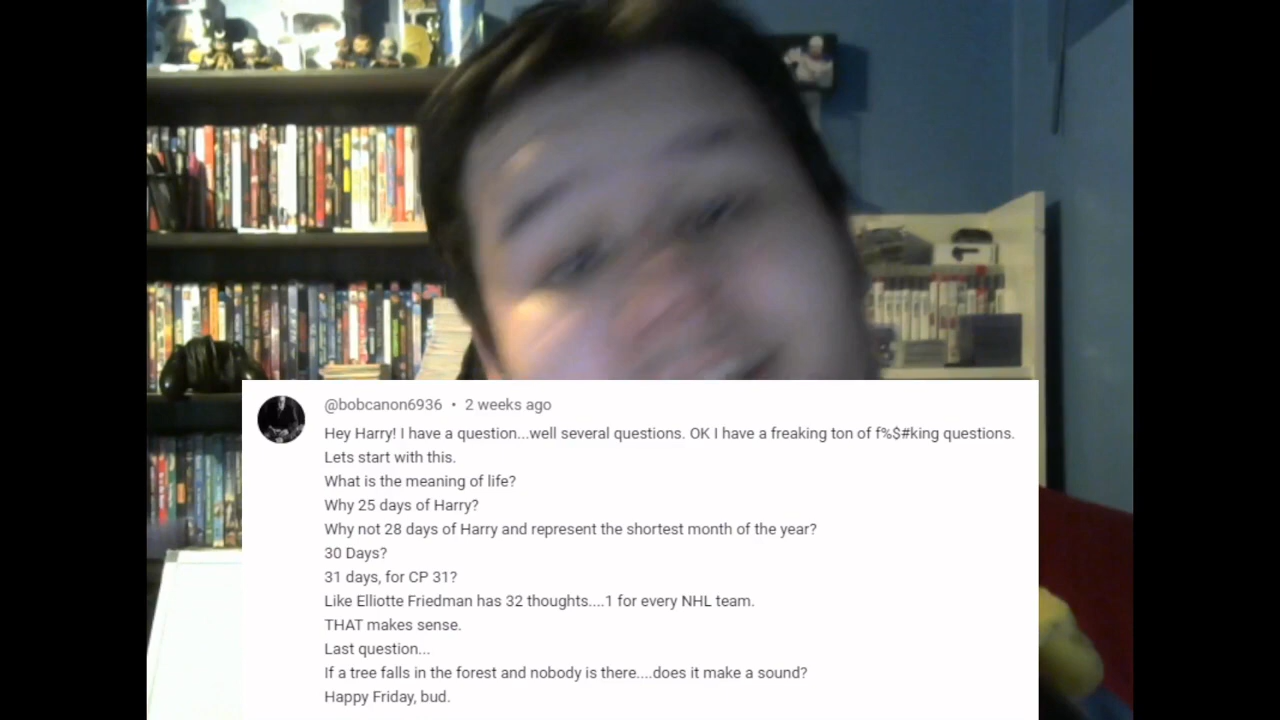 @bobcanon6936 • 2 weeks ago
Hey Harry! I have a question...well several questions. OK I have a freaking ton of f%$#king questions.
Lets start with this.
What is the meaning of life?
Why 25 days of Harry?
Why not 28 days of Harry and represent the shortest month of the year?
30 Days?
31 days, for CP 31?
Like Elliotte Friedman has 32 thoughts....1 for every NHL team.
THAT makes sense.
Last question...
If a tree falls in the forest and nobody is there....does it make a sound?
Happy Friday, bud.